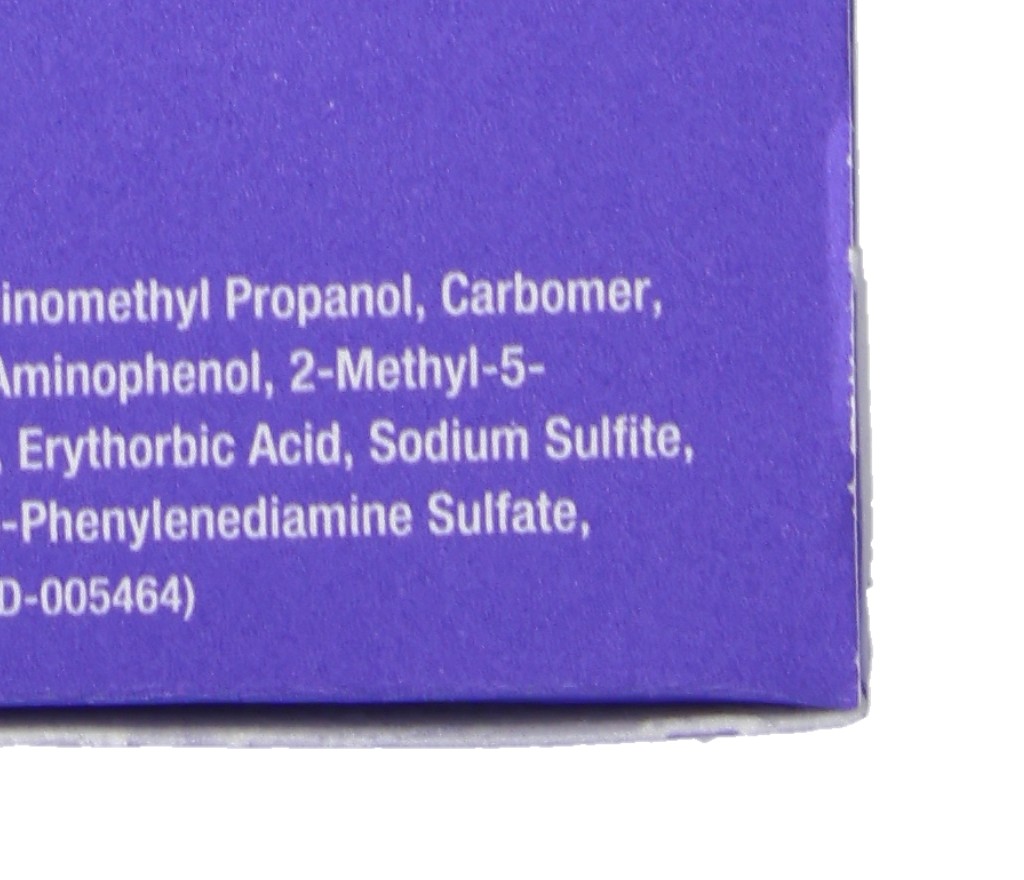 inomethyl Propanol, Carbomer,
Aminophenol, 2-Methyl-5-
, Erythorbic Acid, Sodium Sulfite,
-Phenylenediamine Sulfate,
D-005464)